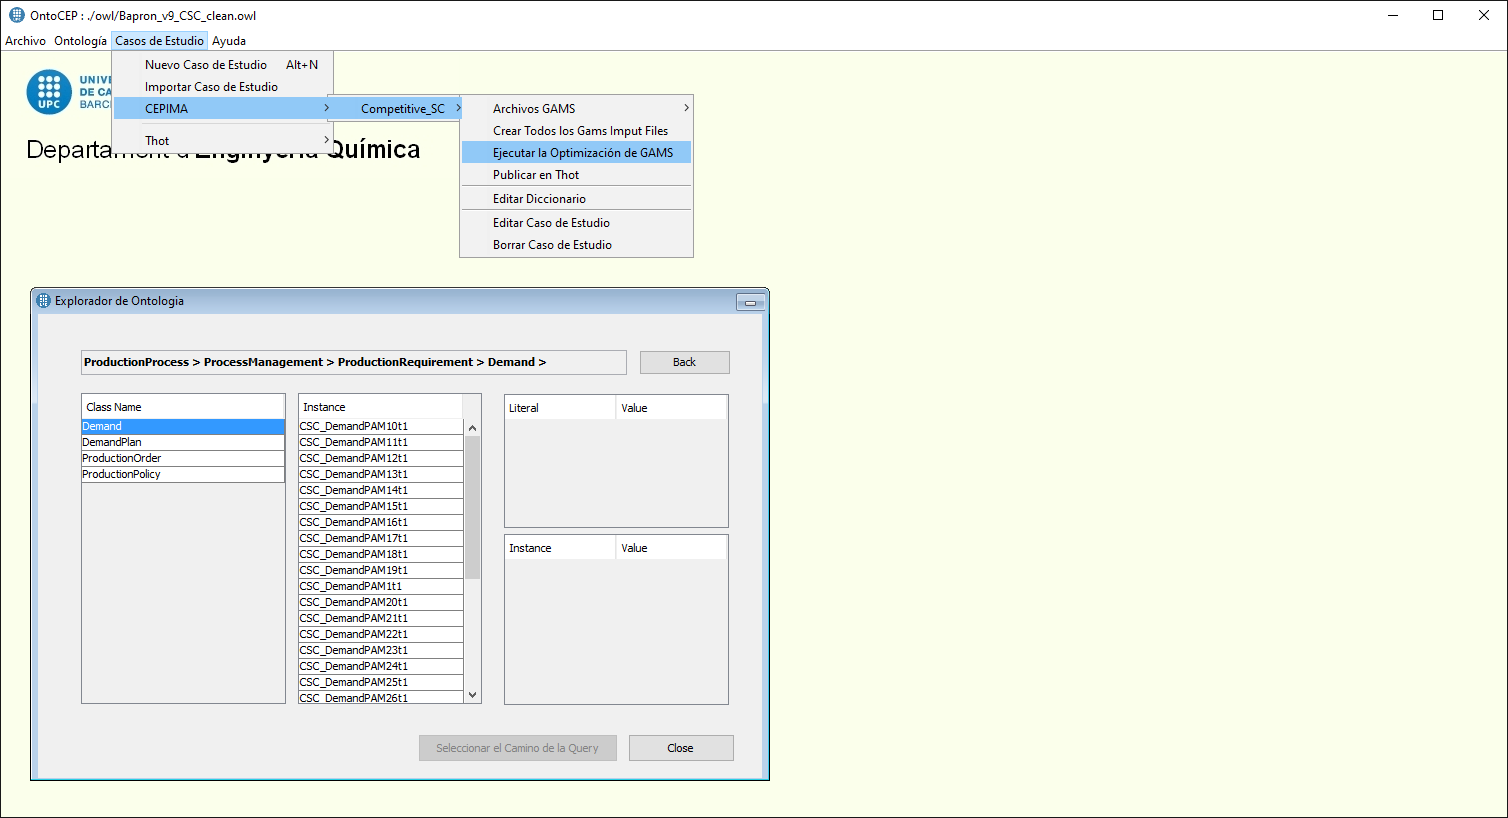 OntoCEP : ./owl/Bapron_v9_CSC_clean.owl
Archivo Ontología Casos de Estudio Ayuda
Nuevo Caso de Estudio Alt+N
Importar Caso de Estudio
CEPIMA
Thot
Competitive_SC
Archivos GAMS
Crear Todos los Gams Imput Files
Ejecutar la Optimización de GAMS
Publicar en Thot
Editar Diccionario
Editar Caso de Estudio
Borrar Caso de Estudio
UPC
UNIVE
DE CA
BARCE
Departament d'Enginyeria Química
Explorador de Ontologia
ProductionProcess > ProcessManagement > ProductionRequirement > Demand >
Back
Class Name
Demand
DemandPlan
ProductionOrder
ProductionPolicy
Instance
CSC_DemandPAM10t1
CSC_DemandPAM11t1
CSC_DemandPAM12t1
CSC_DemandPAM13t1
CSC_DemandPAM14t1
CSC_DemandPAM15t1
CSC_DemandPAM16t1
CSC_DemandPAM17t1
CSC_DemandPAM18t1
CSC_DemandPAM19t1
CSC_DemandPAM1t1
CSC_DemandPAM20t1
CSC_DemandPAM21t1
CSC_DemandPAM22t1
CSC_DemandPAM23t1
CSC_DemandPAM24t1
CSC_DemandPAM25t1
CSC_DemandPAM26t1
Literal Value
Instance Value
Seleccionar el Camino de la Query
Close